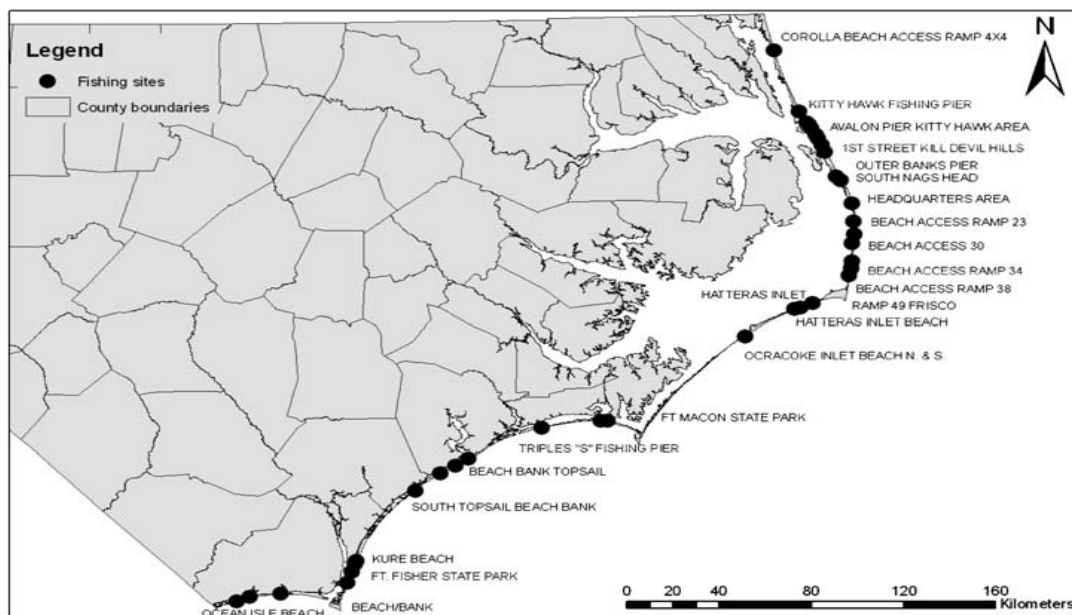 Legend
Fishing sites
County boundaries
N
COROLLA BEACH ACCESS RAMP 4X4
KITTY HAWK FISHING PIER
AVALON PIER KITTY HAWK AREA
1ST STREET KILL DEVIL HILLS
OUTER BANKS PIER
SOUTH NAGS HEAD
HEADQUARTERS AREA
BEACH ACCESS RAMP 23
BEACH ACCESS 30
BEACH ACCESS RAMP 34
BEACH ACCESS RAMP 38
HATTERAS INLET
RAMP 49 FRISCO
HATTERAS INLET BEACH
OCRACOKE INLET BEACH N. & S.
FT MACON STATE PARK
TRIPLES "S" FISHING PIER
BEACH BANK TOPSAIL
SOUTH TOPSAIL BEACH BANK
KURE BEACH
FT. FISHER STATE PARK
BEACH/BANK
OCEAN ISLE BEACH
0 20 40 80 120 160
Kilometers